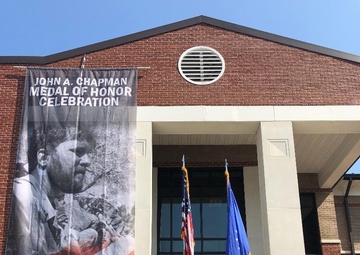 JOHN A. CHAPMAN
MEDAL OF HONOR
CELEBRATION